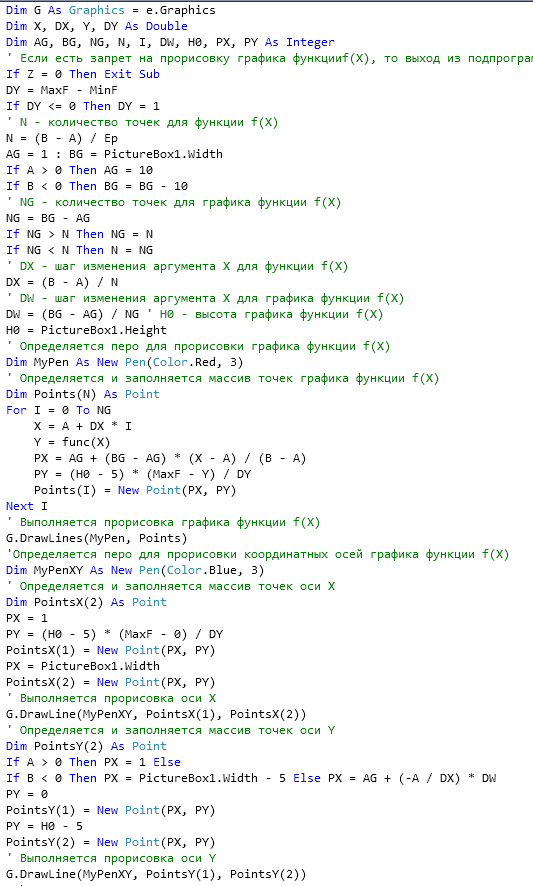 Dim G As Graphics = e.Graphics
Dim X, DX, Y, DY As Double
Dim AG, BG, NG, N, I, DW, H0, PX, PY As Integer
' Если есть запрет на прорисовку графика функцииf(X), то выход из подпрограм
If Z = 0 Then Exit Sub
DY = MaxF - MinF
If DY <= 0 Then DY = 1
' N - количество точек для функции f(X)
N = (B - A) / Ep
AG = 1 : BG = PictureBox1.Width
If A > 0 Then AG = 10
If B < 0 Then BG = BG - 10
' NG - количество точек для графика функции f(X)
NG = BG - AG
If NG > N Then NG = N
If NG < N Then N = NG
' DX - шаг изменения аргумента X для функции f(X)
DX = (B - A) / N
' DW - шаг изменения аргумента X для графика функции f(X)
DW = (BG - AG) / NG ' H0 - высота графика функции f(X)
H0 = PictureBox1.Height
' Определяется перо для прорисовки графика функции f(X)
Dim MyPen As New Pen(Color.Red, 3)
' Определяется и заполняется массив точек графика функции f(X)
Dim Points(N) As Point
For I = 0 To NG
    X = A + DX * I
    Y = func(X)
    PX = AG + (BG - AG) * (X - A) / (B - A)
    PY = (H0 - 5) * (MaxF - Y) / DY
    Points(I) = New Point(PX, PY)
Next I
' Выполняется прорисовка графика функции f(X)
G.DrawLines(MyPen, Points)
'Определяется перо для прорисовки координатных осей графика функции f(X)
Dim MyPenXY As New Pen(Color.Blue, 3)
' Определяется и заполняется массив точек оси X
Dim PointsX(2) As Point
PX = 1
PY = (H0 - 5) * (MaxF - 0) / DY
PointsX(1) = New Point(PX, PY)
PX = PictureBox1.Width
PointsX(2) = New Point(PX, PY)
' Выполняется прорисовка оси X
G.DrawLine(MyPenXY, PointsX(1), PointsX(2))
' Определяется и заполняется массив точек оси Y
Dim PointsY(2) As Point
If A > 0 Then PX = 1 Else
If B < 0 Then PX = PictureBox1.Width - 5 Else PX = AG + (-A / DX) * DW
PY = 0
PointsY(1) = New Point(PX, PY)
PY = H0 - 5
PointsY(2) = New Point(PX, PY)
' Выполняется прорисовка оси Y
G.DrawLine(MyPenXY, PointsY(1), PointsY(2))